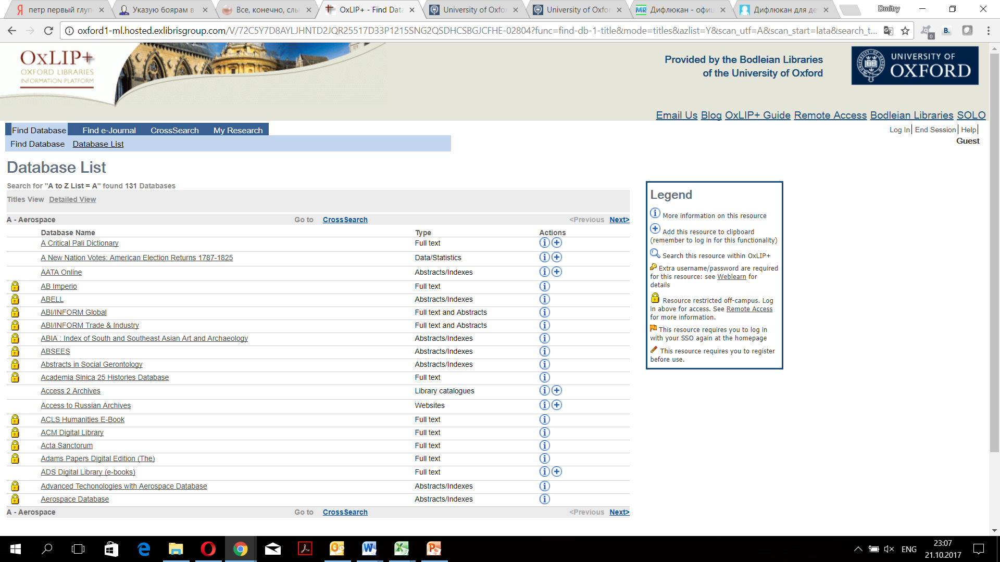 петр первый глуп
Указую боярам в
Все, конечно, слы
OxLIP+ - Find Data
University of Oxfo
University of Oxfo
Дифлюкан - офиц
Дифлюкан для де
Dmitry
oxford1-ml.hosted.exlibrisgroup.com/V/72C5Y7D8AYLJHNTD2JQR25517D33P1215SNG2QSDHCSBGJCFHE-02804?func=find-db-1-title&mode=titles&azlist=Y&scan_utf=A&scan_start=lata&search_t...
OxLIP+
OXFORD LIBRARIES
INFORMATION PLATFORM
Provided by the Bodleian Libraries
of the University of Oxford
UNIVERSITY OF
OXFORD
Email Us Blog OxLIP+ Guide Remote Access Bodleian Libraries SOLO
Find Database Find e-Journal CrossSearch My Research
Log In End Session Help
Guest
Find Database Database List
Database List
Search for "A to Z List = A" found 131 Databases
Titles View Detailed View
A - Aerospace Go to CrossSearch <Previous Next>
Database Name Type Actions
A Critical Pali Dictionary Full text
A New Nation Votes: American Election Returns 1787-1825 Data/Statistics
AATA Online Abstracts/Indexes
AB Imperio Full text
ABELL Abstracts/Indexes
ABI/INFORM Global Full text and Abstracts
ABI/INFORM Trade & Industry Full text and Abstracts
ABIA : Index of South and Southeast Asian Art and Archaeology Abstracts/Indexes
ABSEES Abstracts/Indexes
Abstracts in Social Gerontology Abstracts/Indexes
Academia Sinica 25 Histories Database Full text
Access 2 Archives Library catalogues
Access to Russian Archives Websites
ACLS Humanities E-Book Full text
ACM Digital Library Full text
Acta Sanctorum Full text
Adams Papers Digital Edition (The) Full text
ADS Digital Library (e-books) Full text
Advanced Techonologies with Aerospace Database Abstracts/Indexes
Aerospace Database Abstracts/Indexes
A - Aerospace Go to CrossSearch <Previous Next>
Legend
More information on this resource
Add this resource to clipboard
(remember to log in for this functionality)
Search this resource within OxLIP+
Extra username/password are required
for this resource: see Weblearn for
details
Resource restricted off-campus. Log
in above for access. See Remote Access
for more information.
This resource requires you to log in
with your SSO again at the homepage
This resource requires you to register
before use.
ENG
23:07
21.10.2017